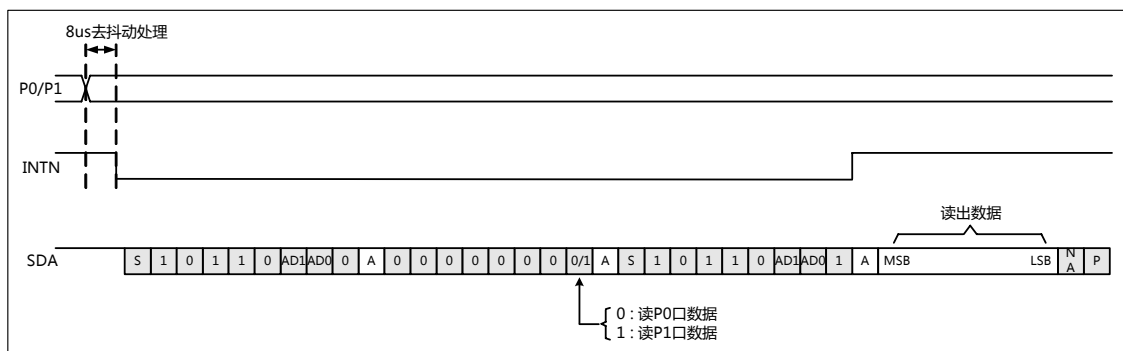 8us去抖动处理
P0/P1
INTN
读出数据
SDA S 1 0 1 1 0 AD1 AD0 0 A 0 0 0 0 0 0 0 0/1 A S 1 0 1 1 0 AD1 AD0 1 A MSB LSB NA P
0：读P0口数据
1：读P1口数据